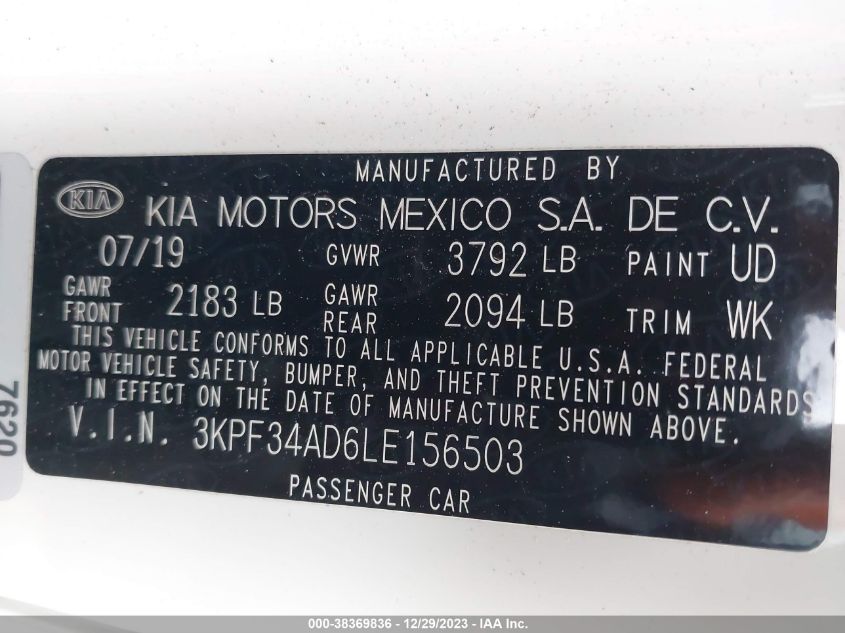 MANUFACTURED BY
KIA KIA MOTORS MEXICO S.A. DE C.V.
07/19 GVWR 3792 LB PAINT UD
GAWR FRONT 2183 LB GAWR REAR 2094 LB TRIM WK
THIS VEHICLE CONFORMS TO ALL APPLICABLE U.S.A. FEDERAL
MOTOR VEHICLE SAFETY, BUMPER, AND THEFT PREVENTION STANDARDS
IN EFFECT ON THE DATE OF MANUFACTURE SHOWN ABOVE.
V.I.N. 3KPF34AD6LE156503
PASSENGER CAR
7620
000-38369836 - 12/29/2023 - IAA Inc.